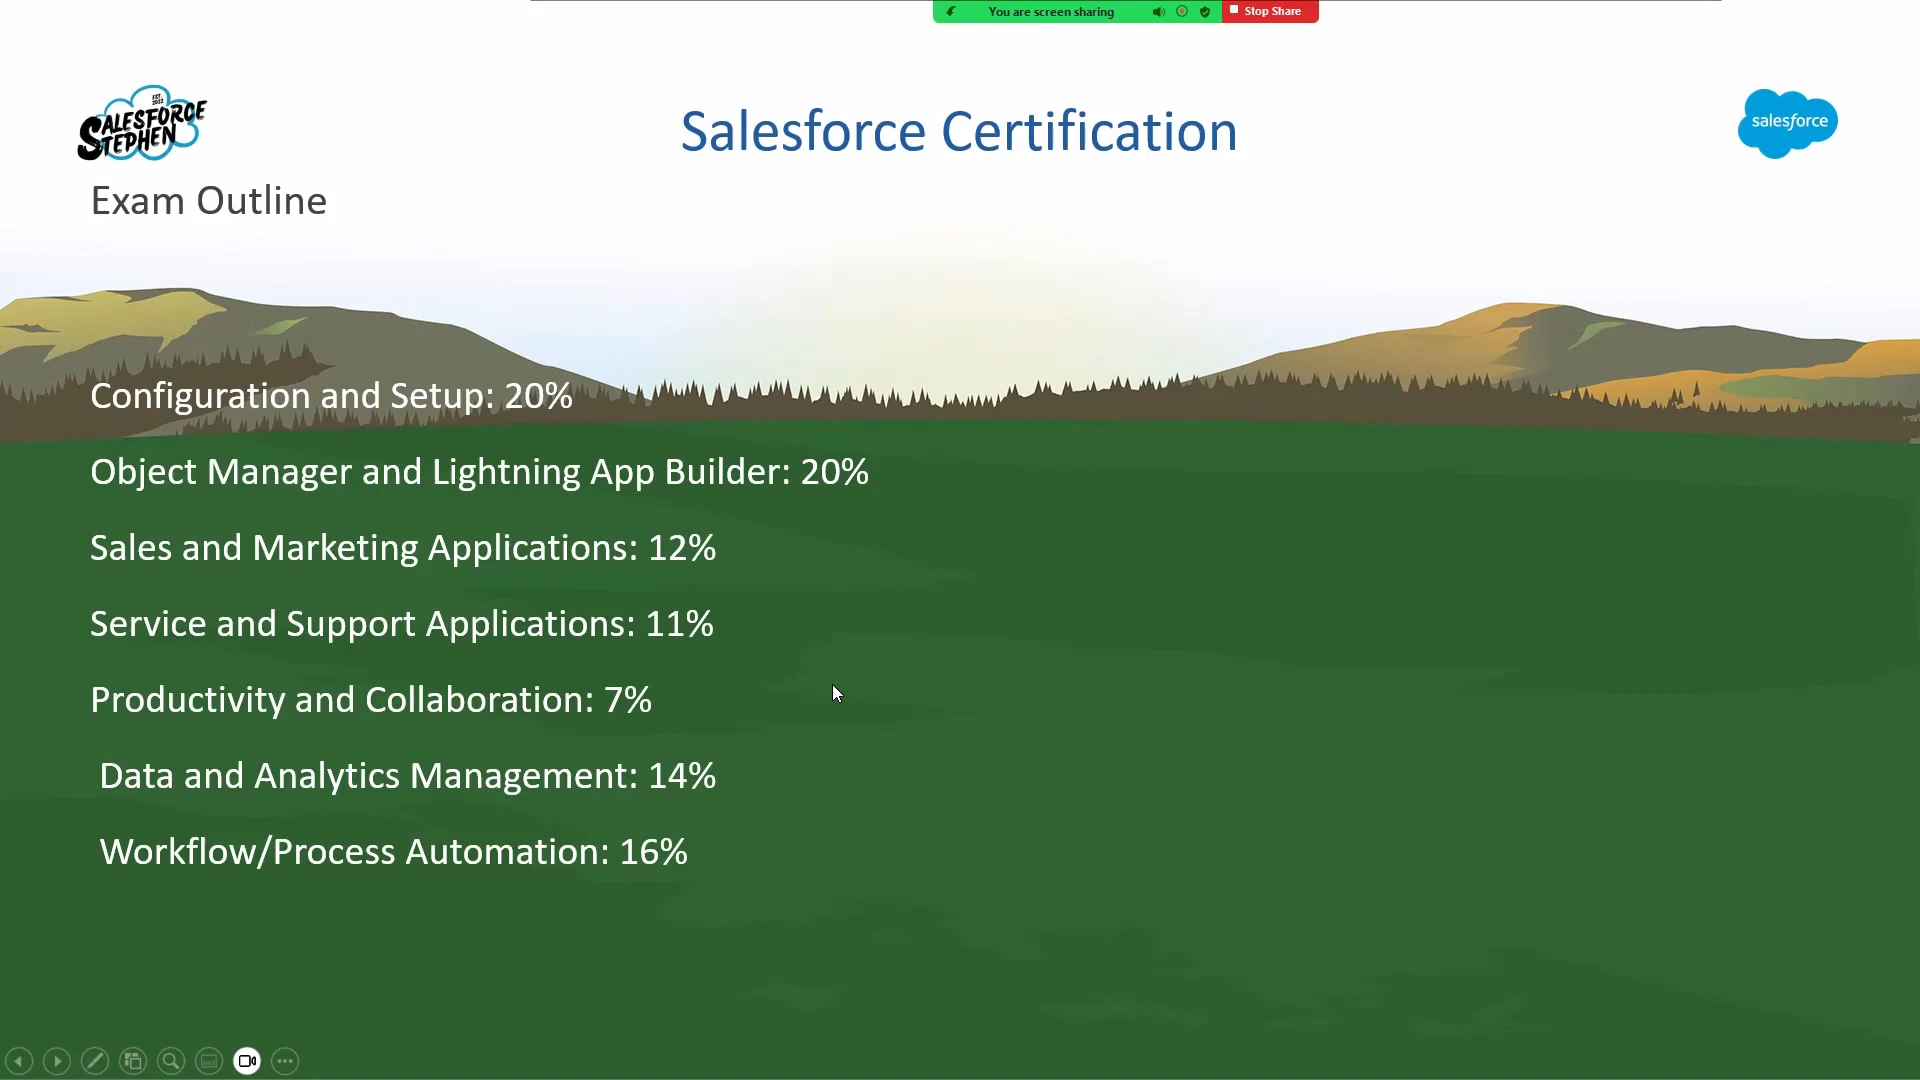 You are screen sharing
Stop Share
EST.
2022
SALESFORCE
STEPHEN
Salesforce Certification
salesforce
Exam Outline
Configuration and Setup: 20%
Object Manager and Lightning App Builder: 20%
Sales and Marketing Applications: 12%
Service and Support Applications: 11%
Productivity and Collaboration: 7%
Data and Analytics Management: 14%
Workflow/Process Automation: 16%